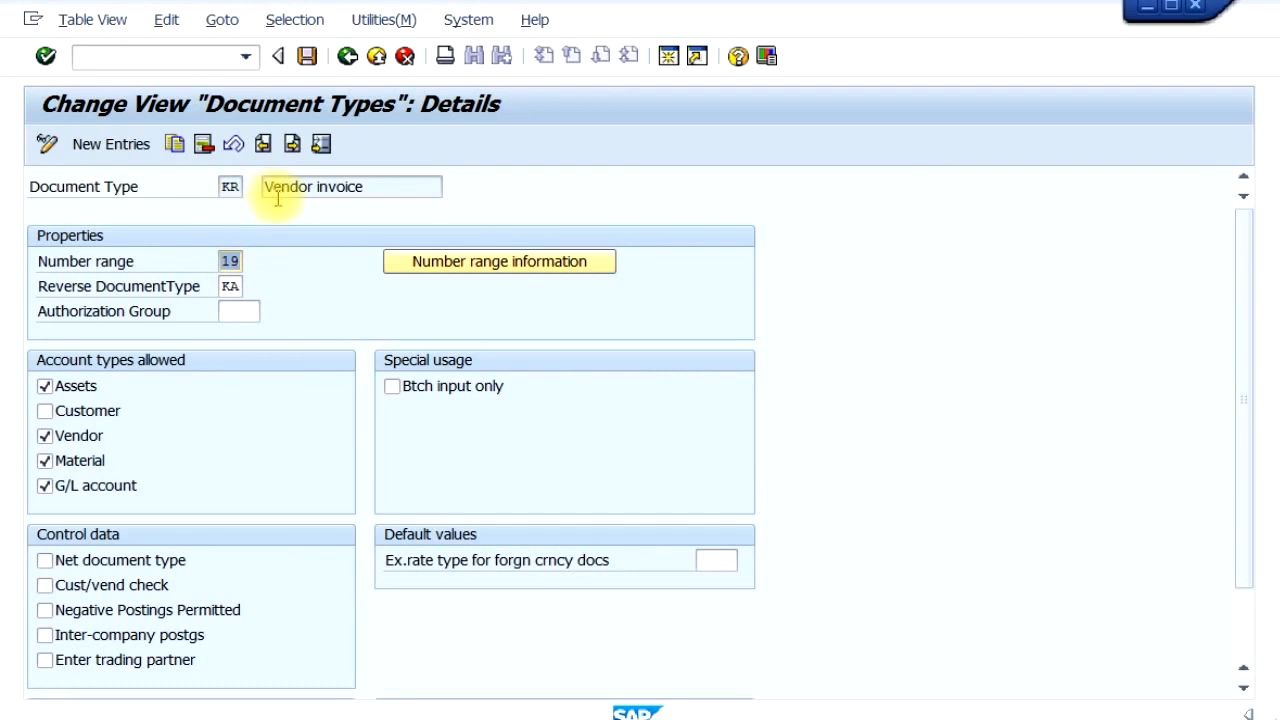 Table View Edit Goto Selection Utilities(M) System Help
Change View "Document Types": Details
New Entries
Document Type KR Vendor invoice
Properties
Number range 19 Number range information
Reverse DocumentType KA
Authorization Group
Account types allowed Special usage
Assets Btch input only
Customer
Vendor
Material
G/L account
Control data Default values
Net document type Ex.rate type for forgn crncy docs
Cust/vend check
Negative Postings Permitted
Inter-company postgs
Enter trading partner
SAP